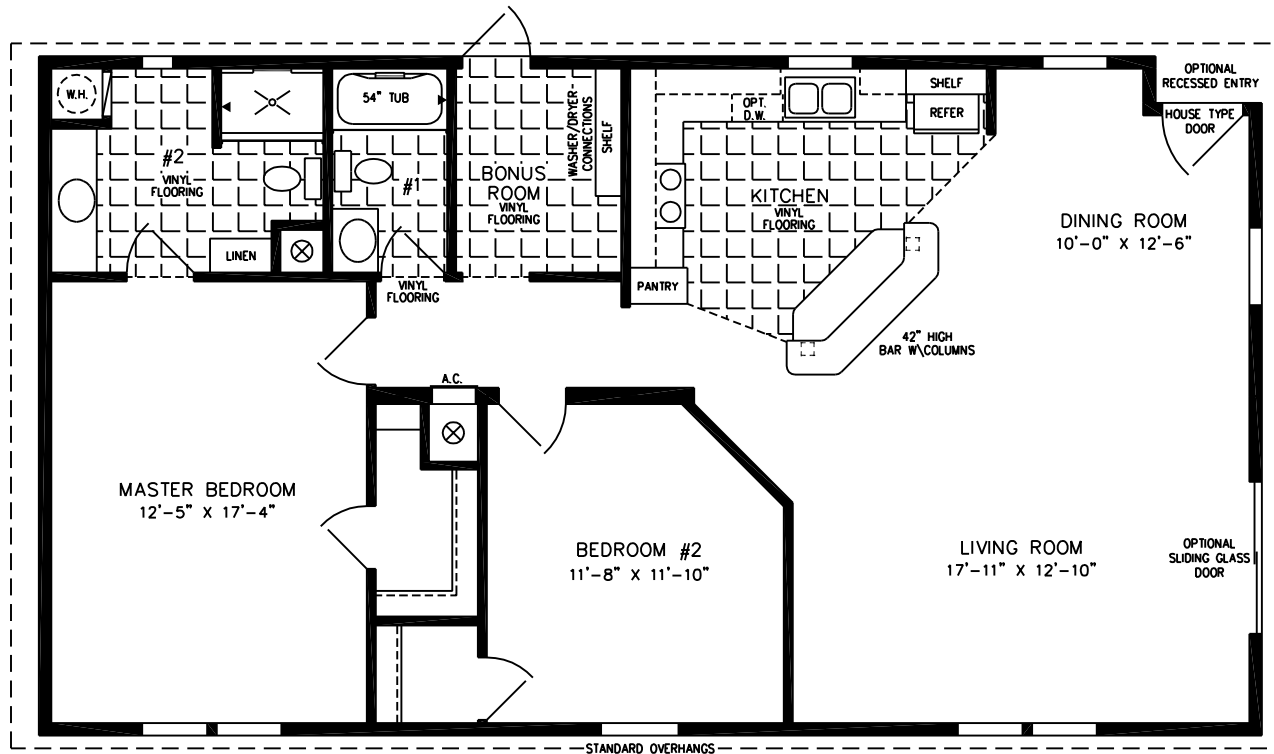 W.H.
#2
VINYL
FLOORING
LINEN
54" TUB
#1
VINYL
FLOORING
BONUS
ROOM
VINYL
FLOORING
WASHER/DRYER-
CONNECTIONS
SHELF
OPT.
D.W.
SHELF
REFER
KITCHEN
VINYL
FLOORING
PANTRY
42" HIGH
BAR W\COLUMNS
OPTIONAL
RECESSED ENTRY
HOUSE TYPE
DOOR
DINING ROOM
10'-0" X 12'-6"
A.C.
MASTER BEDROOM
12'-5" X 17'-4"
BEDROOM #2
11'-8" X 11'-10"
LIVING ROOM
17'-11" X 12'-10"
OPTIONAL
SLIDING GLASS
DOOR
STANDARD OVERHANGS